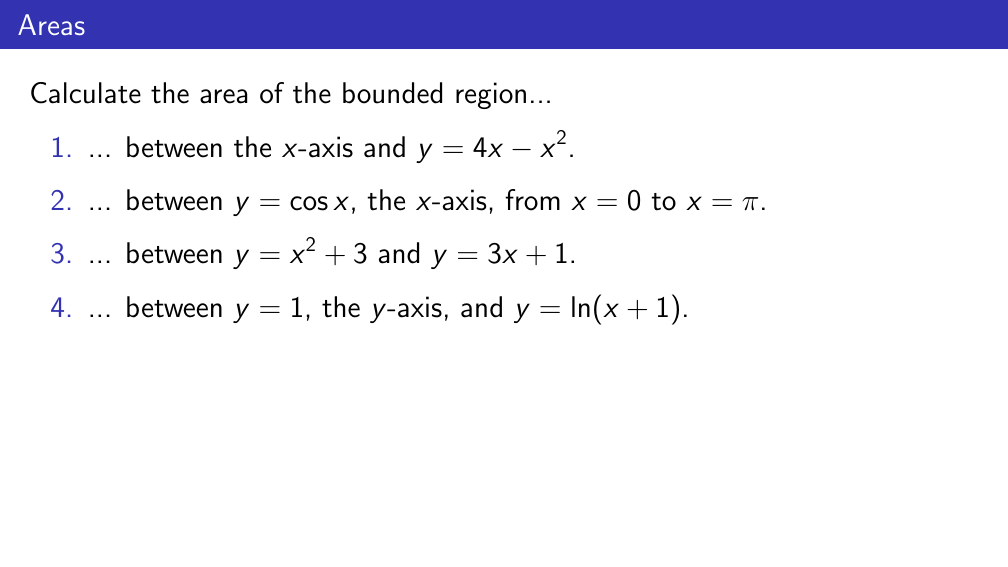 Areas
Calculate the area of the bounded region...
1. ... between the x-axis and y = 4x − x².
2. ... between y = cos x, the x-axis, from x = 0 to x = π.
3. ... between y = x² + 3 and y = 3x + 1.
4. ... between y = 1, the y-axis, and y = ln(x + 1).